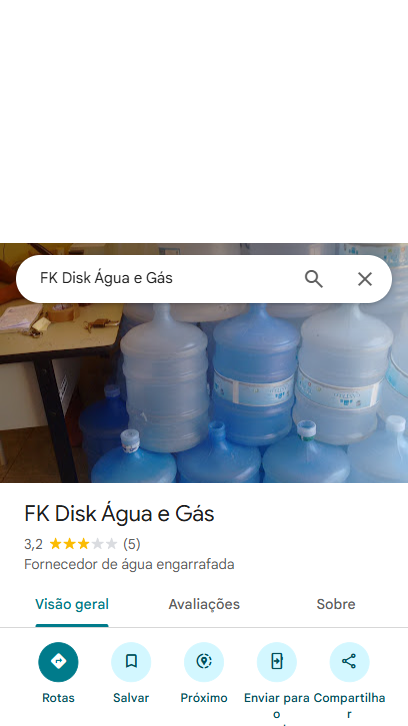 FK Disk Água e Gás
FK Disk Água e Gás
3,2 (5)
Fornecedor de água engarrafada
Visão geral Avaliações Sobre
Rotas Salvar Próximo Enviar para o Compartilhar